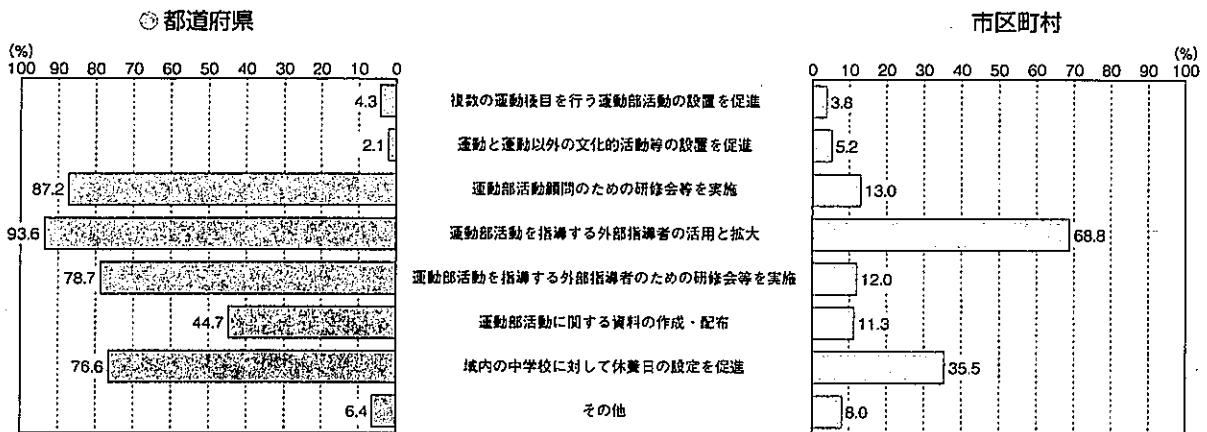 ◎ 都道府県
市区町村
(%)
100 90 80 70 60 50 40 30 20 10 0
(%)
0 10 20 30 40 50 60 70 80 90 100
4.3 複数の運動種目を行う運動部活動の設置を促進 3.8
2.1 運動と運動以外の文化的活動等の設置を促進 5.2
87.2 運動部活動顧問のための研修会等を実施 13.0
93.6 運動部活動を指導する外部指導者の活用と拡大 68.8
78.7 運動部活動を指導する外部指導者のための研修会等を実施 12.0
44.7 運動部活動に関する資料の作成・配布 11.3
76.6 域内の中学校に対して休養日の設定を促進 35.5
6.4 その他 8.0